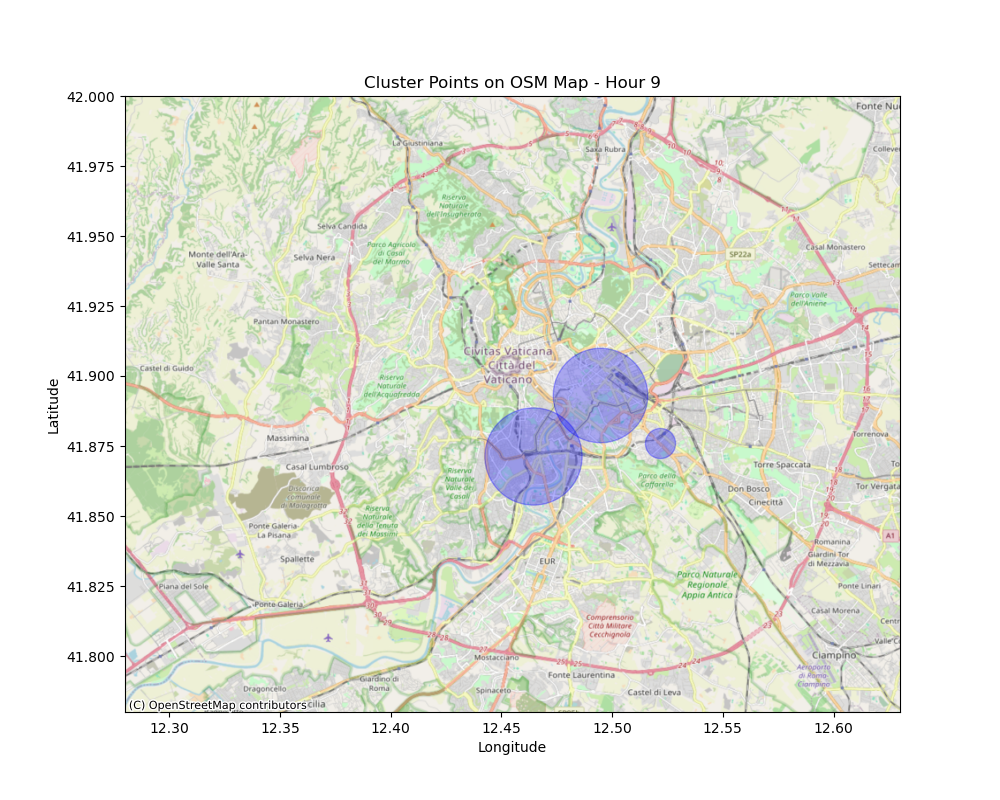 Cluster Points on OSM Map - Hour 9
42.000
41.975
41.950
41.925
41.900
41.875
41.850
41.825
41.800
Latitude
Fonte Nu
La Giustiniana
Saxa Rubra
Riserva
Naturale
dell'Insugherata
Selva Candida
Parco Agricolo
di Casal
del Marmo
Monte dell'Ara-
Valle Santa
Selva Nera
SP22a
Casal Monastero
Settecam
Parco Valle
dell'Aniene
Pantan Monastero
Civitas Vaticana
Città del
Vaticano
Castel di Guido
Riserva
Naturale
dell'Acquafredda
Massimina
Casal Lumbroso
Discarica
comunale
di Malagrotta
Riserva
Naturale
Valle dei
Casali
Riserva
Naturale
della Tenuta
dei Massimi
Torrenova
Torre Spaccata
Parco della
Caffarella
Don Bosco
Cinecittà
Tor Vergata
Ponte Galeria-
La Pisana
Spallette
A1
Romanina
Giardini Tor
di Mezzavia
EUR
Piana del Sole
Ponte Galeria
Parco Naturale
Regionale
Appia Antica
Ponte Linari
Casal Morena
Comprensorio
Città Militare
Cecchignola
Mostacciano
Fonte Laurentina
Ciampino
Aeroporto
di Roma-
Ciampino
Giardino di
Roma
Dragoncello
Spinaceto
Castel di Leva
(C) OpenStreetMap contributors
cilia
12.30 12.35 12.40 12.45 12.50 12.55 12.60
Longitude